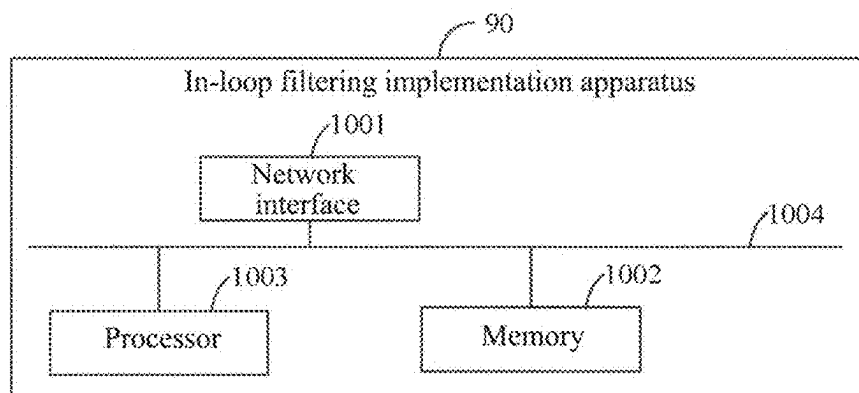 90
In-loop filtering implementation apparatus
1001
Network
interface
1004
1003
1002
Processor
Memory